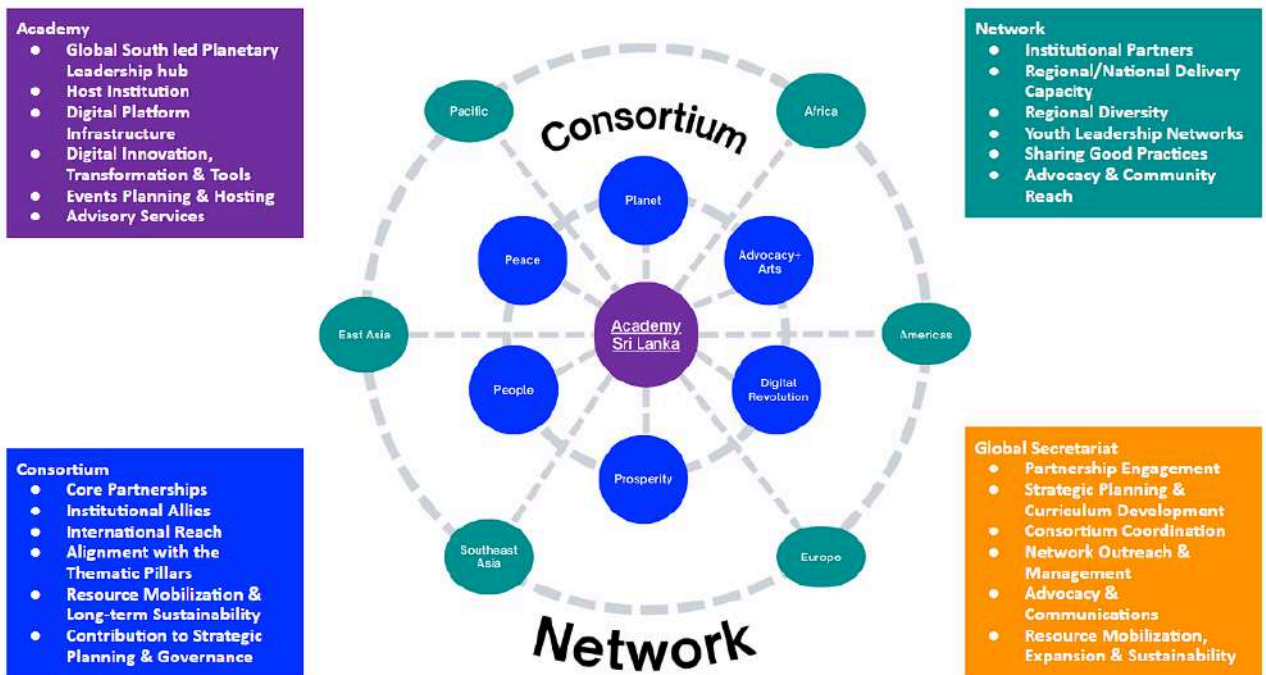 Academy
● Global South led Planetary
Leadership hub
● Host Institution
● Digital Platform
Infrastructure
● Digital Innovation,
Transformation & Tools
● Events Planning & Hosting
● Advisory Services
Network
● Institutional Partners
● Regional/National Delivery
Capacity
● Regional Diversity
● Youth Leadership Networks
● Sharing Good Practices
● Advocacy & Community
Reach
Consortium
Pacific
Africa
Planet
Peace
Advocacy+
Arts
East Asia
Academy
Sri Lanka
Americas
People
Digital
Revolution
Prosperity
Southeast
Asia
Europe
Network
Consortium
● Core Partnerships
● Institutional Allies
● International Reach
● Alignment with the
Thematic Pillars
● Resource Mobilization &
Long-term Sustainability
● Contribution to Strategic
Planning & Governance
Global Secretariat
● Partnership Engagement
● Strategic Planning &
Curriculum Development
● Consortium Coordination
● Network Outreach &
Management
● Advocacy &
Communications
● Resource Mobilization,
Expansion & Sustainability